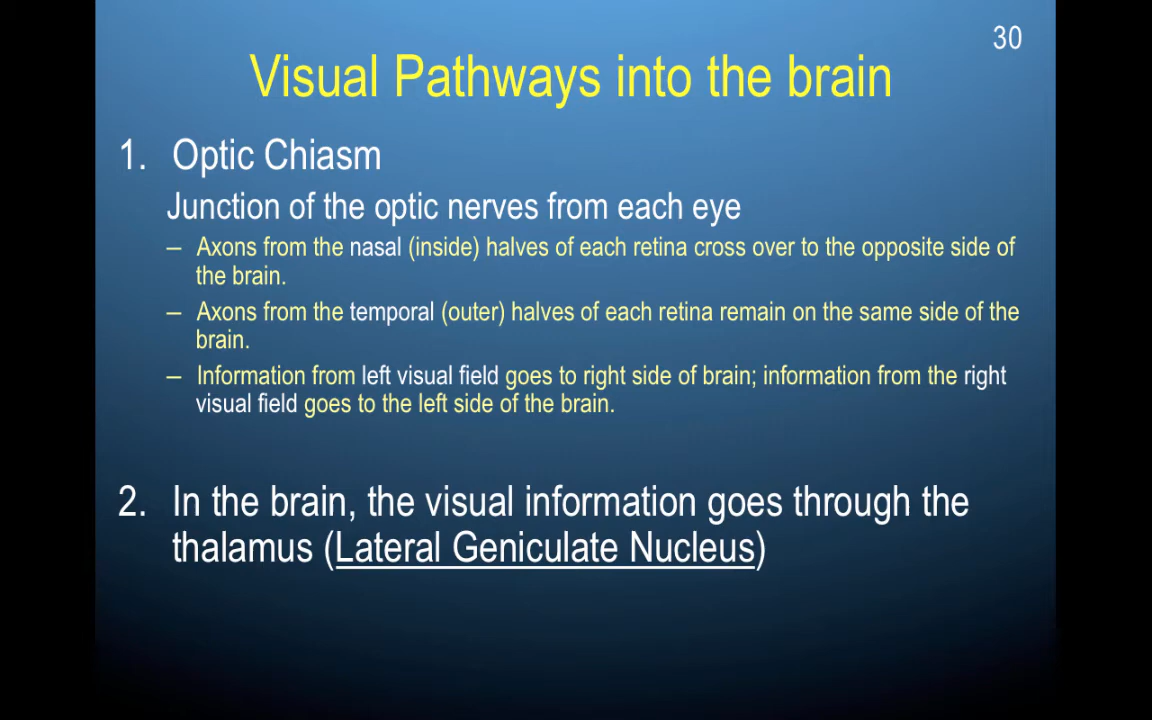 30
Visual Pathways into the brain
1. Optic Chiasm
Junction of the optic nerves from each eye
– Axons from the nasal (inside) halves of each retina cross over to the opposite side of
the brain.
– Axons from the temporal (outer) halves of each retina remain on the same side of the
brain.
– Information from left visual field goes to right side of brain; information from the right
visual field goes to the left side of the brain.
2. In the brain, the visual information goes through the
thalamus (Lateral Geniculate Nucleus)